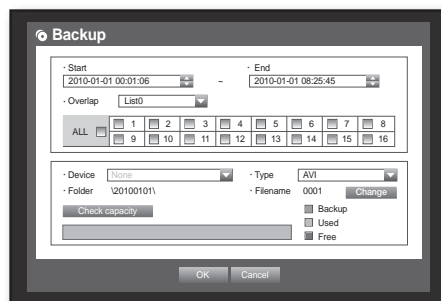 Backup
· Start
· End
2010-01-01 00:01:06
~
2010-01-01 08:25:45
· Overlap
List0
ALL
1 2 3 4 5 6 7 8
9 10 11 12 13 14 15 16
· Device
None
· Type
AVI
· Folder
\20100101\
· Filename
0001
Change
Check capacity
Backup
Used
Free
OK
Cancel